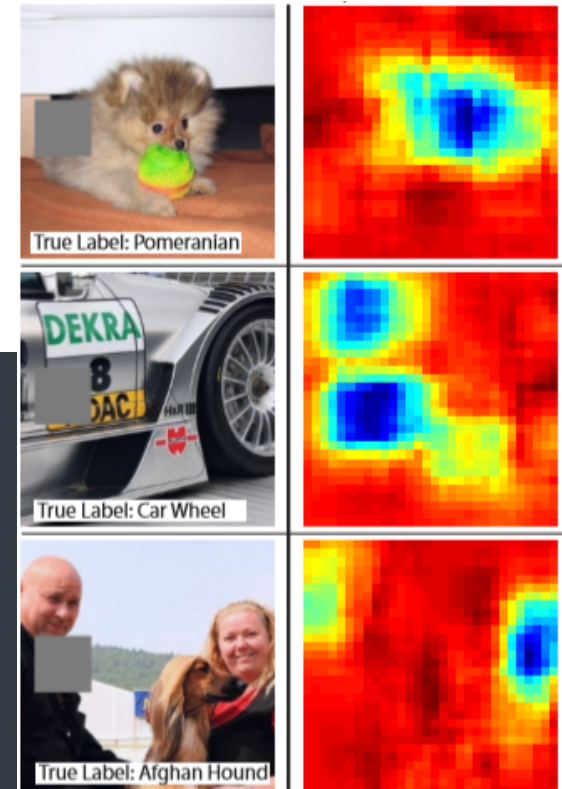 True Label: Pomeranian
DEKRA
8
DAC
H&R
True Label: Car Wheel
True Label: Afghan Hound